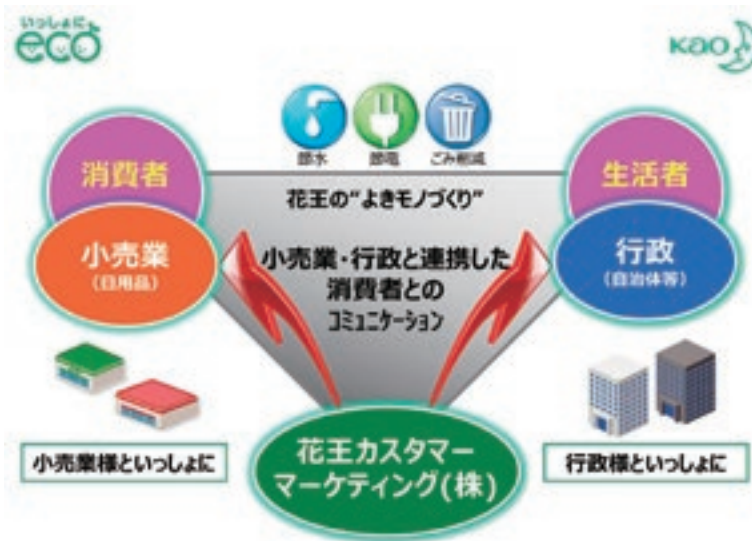 いっしょに
eco
Kao
節水
節電
ごみ削減
消費者
小売業
(日用品)
生活者
行政
(自治体等)
花王の“よきモノづくり”
小売業・行政と連携した
消費者との
コミュニケーション
小売業様といっしょに
行政様といっしょに
花王カスタマー
マーケティング(株)